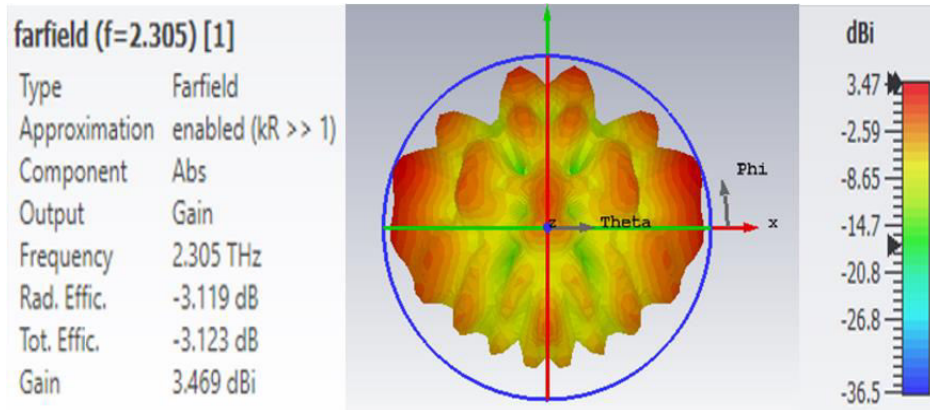 farfield (f=2.305) [1]
Type Farfield
Approximation enabled (kR >> 1)
Component Abs
Output Gain
Frequency 2.305 THz
Rad. Effic. -3.119 dB
Tot. Effic. -3.123 dB
Gain 3.469 dBi
Phi
z Theta x
dBi
3.47
-2.59
-8.65
-14.7
-20.8
-26.8
-36.5